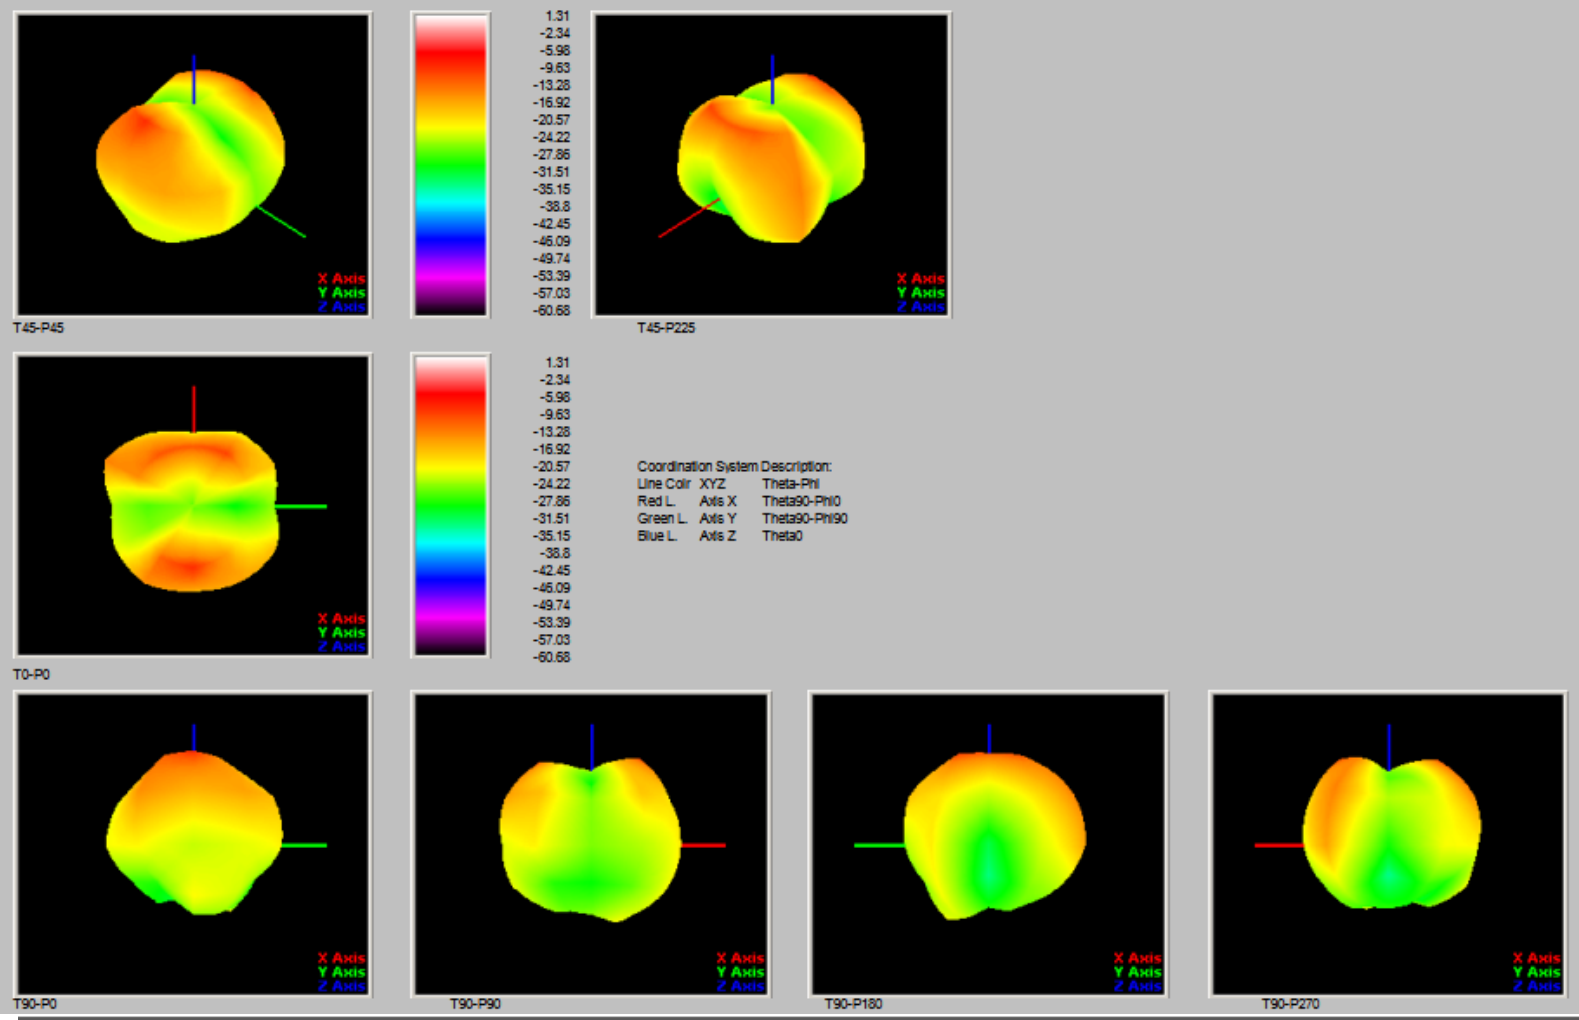 1.31
-2.34
-5.98
-9.63
-13.28
-16.92
-20.57
-24.22
-27.86
-31.51
-35.15
-38.8
-42.45
-46.09
-49.74
-53.39
-57.03
-60.68
X Axis
Y Axis
Z Axis
X Axis
Y Axis
Z Axis
T45-P45
T45-P225
1.31
-2.34
-5.98
-9.63
-13.28
-16.92
-20.57
-24.22
-27.86
-31.51
-35.15
-38.8
-42.45
-46.09
-49.74
-53.39
-57.03
-60.68
Coordination System Description:
Line Colr XYZ Theta-Phi
Red L. Axis X Theta90-Phi0
Green L. Axis Y Theta90-Phi90
Blue L. Axis Z Theta0
X Axis
Y Axis
Z Axis
T0-P0
X Axis
Y Axis
Z Axis
X Axis
Y Axis
Z Axis
X Axis
Y Axis
Z Axis
X Axis
Y Axis
Z Axis
T90-P0
T90-P90
T90-P180
T90-P270